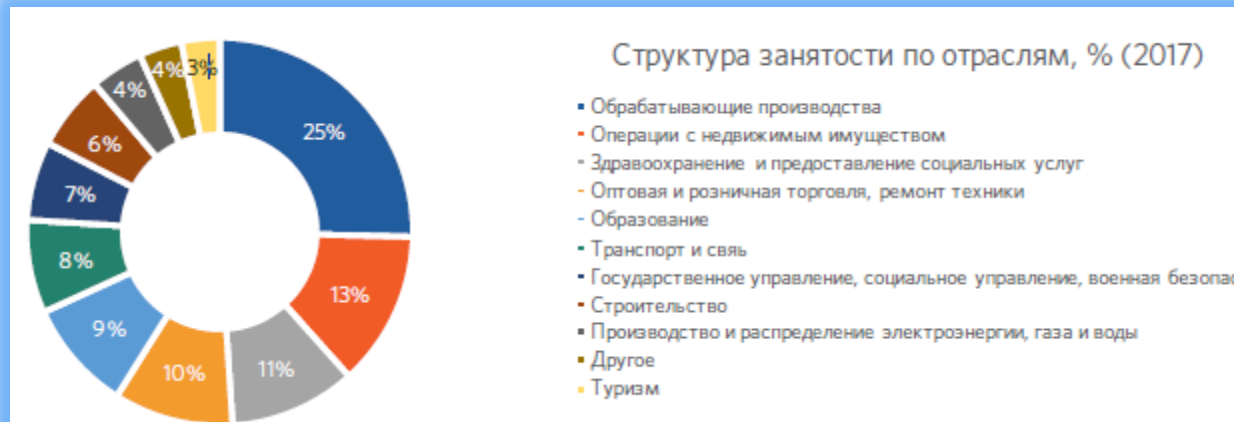 Структура занятости по отраслям, % (2017)
Обрабатывающие производства
Операции с недвижимым имуществом
Здравоохранение и предоставление социальных услуг
Оптовая и розничная торговля, ремонт техники
Образование
Транспорт и свяь
Государственное управление, социальное управление, военная безопас
Строительство
Производство и распределение электроэнергии, газа и воды
Другое
Туризм
25%
13%
11%
10%
9%
8%
7%
6%
4%
4%
3%